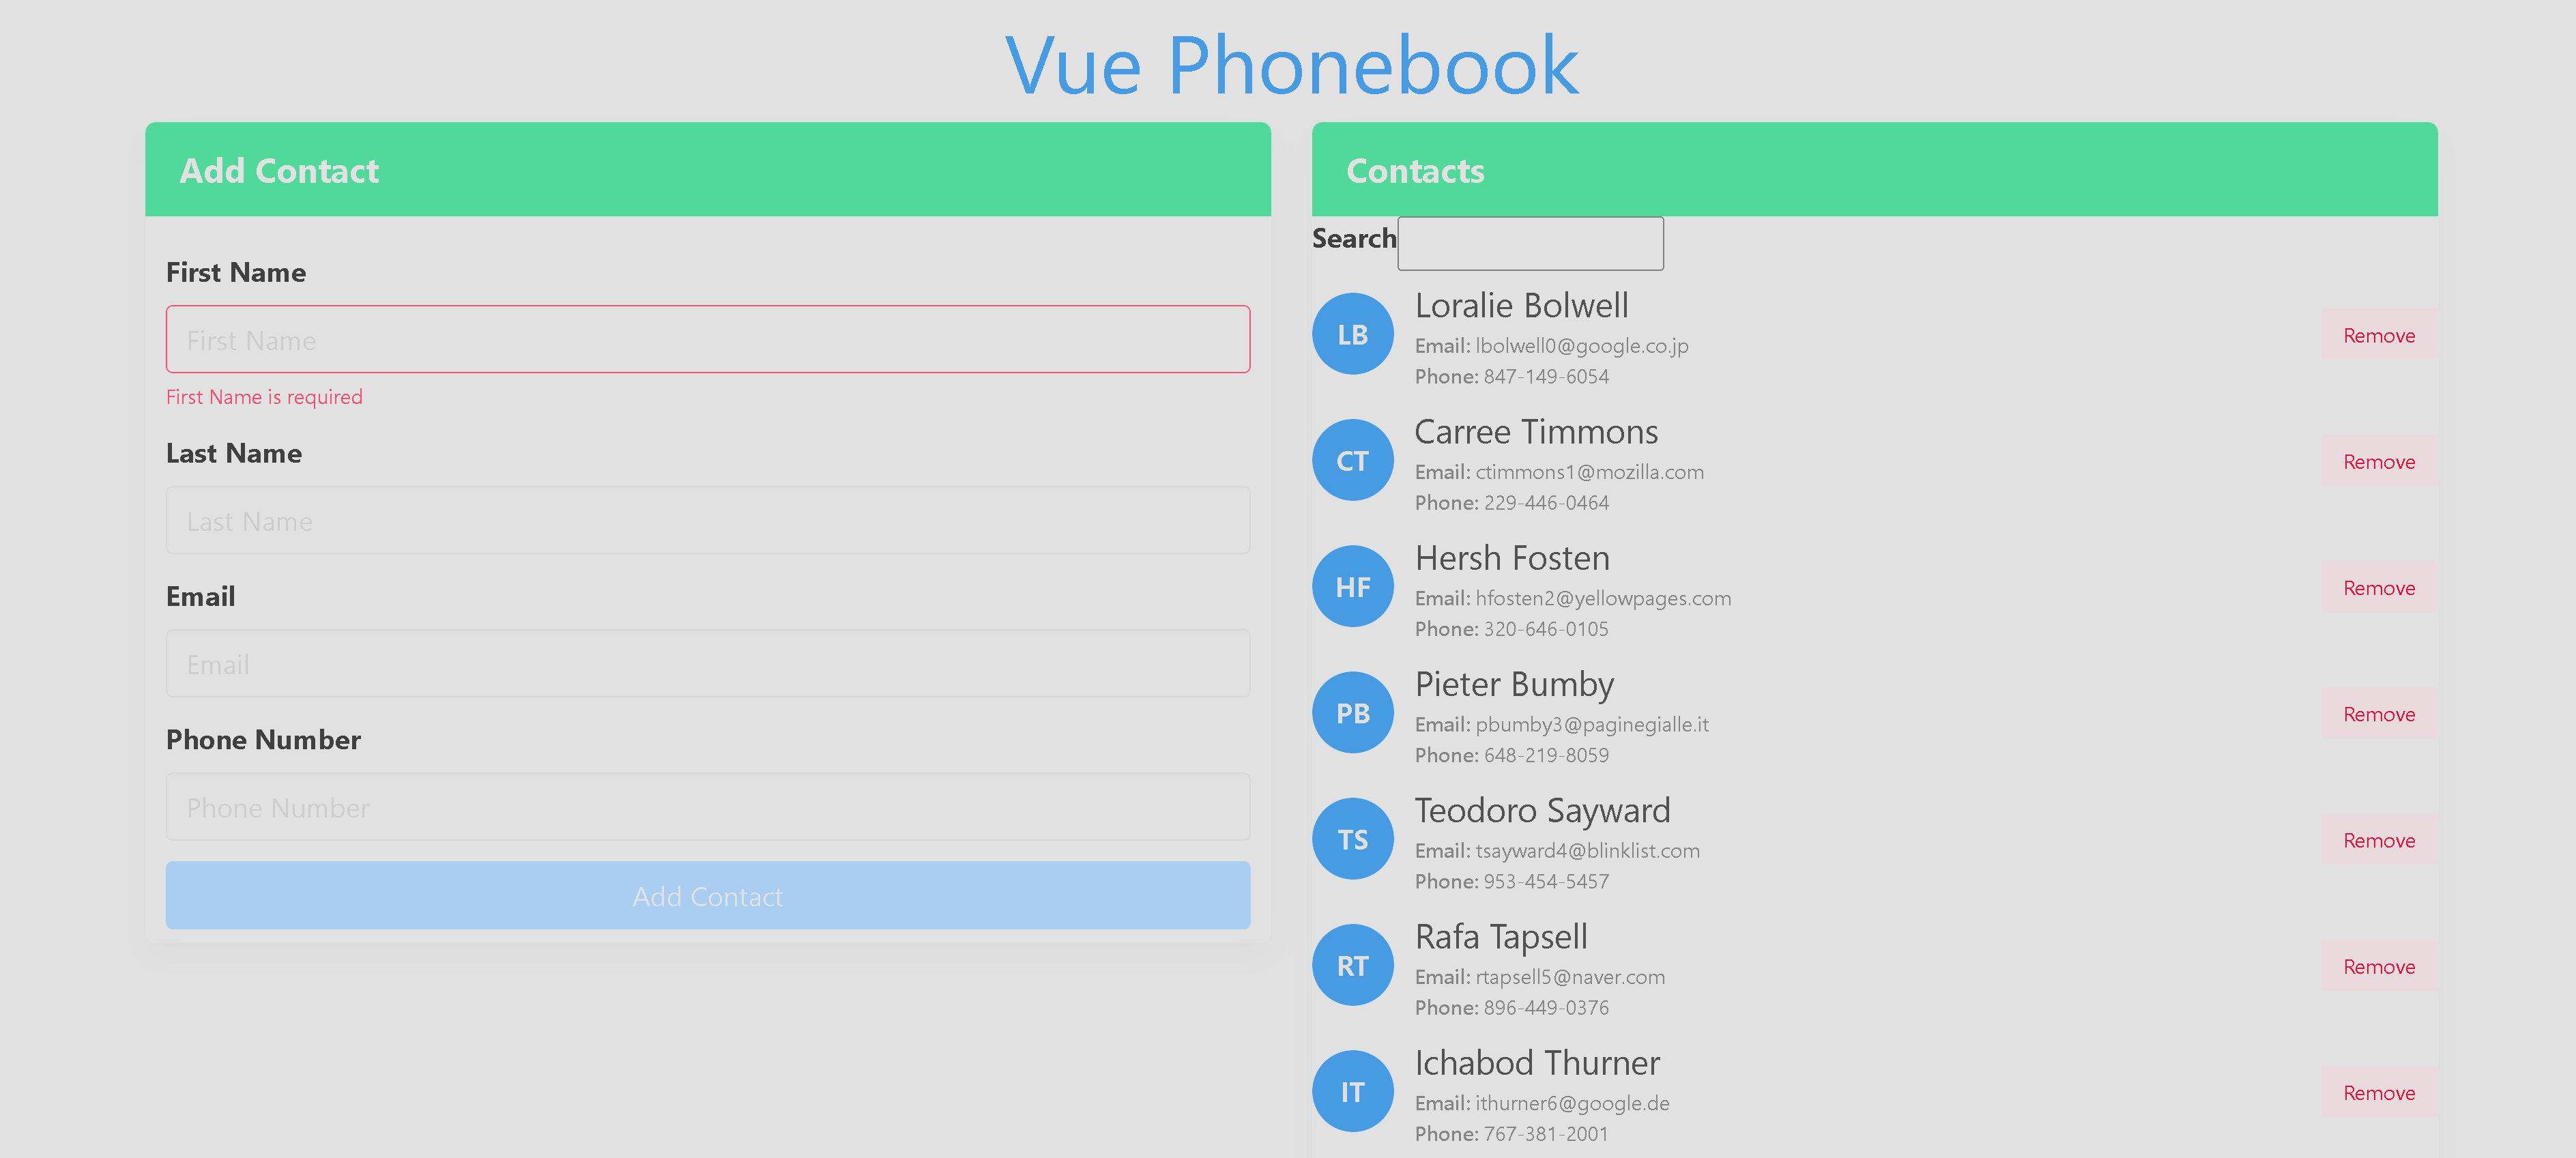 Vue Phonebook
Add Contact
First Name
First Name
First Name is required
Last Name
Last Name
Email
Email
Phone Number
Phone Number
Add Contact
Contacts
Search
LB
Loralie Bolwell
Email: lbolwell0@google.co.jp
Phone: 847-149-6054
Remove
CT
Carree Timmons
Email: ctimmons1@mozilla.com
Phone: 229-446-0464
Remove
HF
Hersh Fosten
Email: hfosten2@yellowpages.com
Phone: 320-646-0105
Remove
PB
Pieter Bumby
Email: pbumby3@paginegialle.it
Phone: 648-219-8059
Remove
TS
Teodoro Sayward
Email: tsayward4@blinklist.com
Phone: 953-454-5457
Remove
RT
Rafa Tapsell
Email: rtapsell5@naver.com
Phone: 896-449-0376
Remove
IT
Ichabod Thurner
Email: ithurner6@google.de
Phone: 767-381-2001
Remove